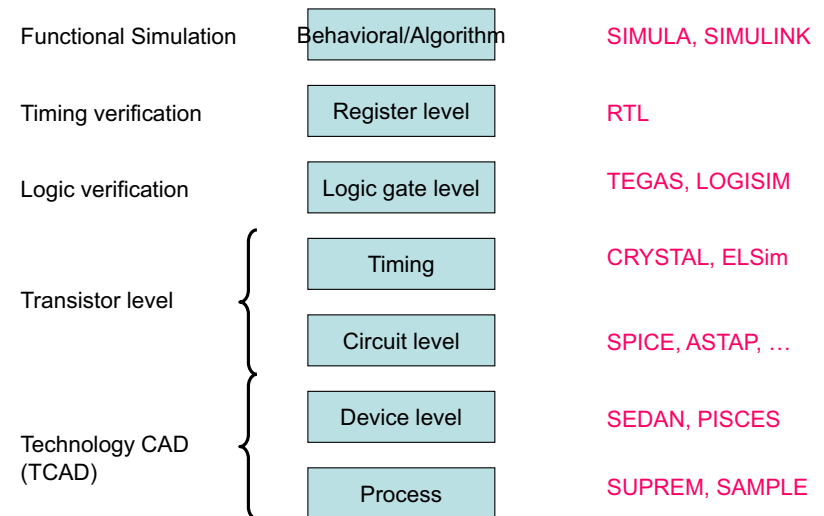 Functional Simulation
Behavioral/Algorithm
SIMULA, SIMULINK
Timing verification
Register level
RTL
Logic verification
Logic gate level
TEGAS, LOGISIM
Timing
CRYSTAL, ELSim
Transistor level
Circuit level
SPICE, ASTAP, …
Device level
SEDAN, PISCES
Technology CAD
(TCAD)
Process
SUPREM, SAMPLE